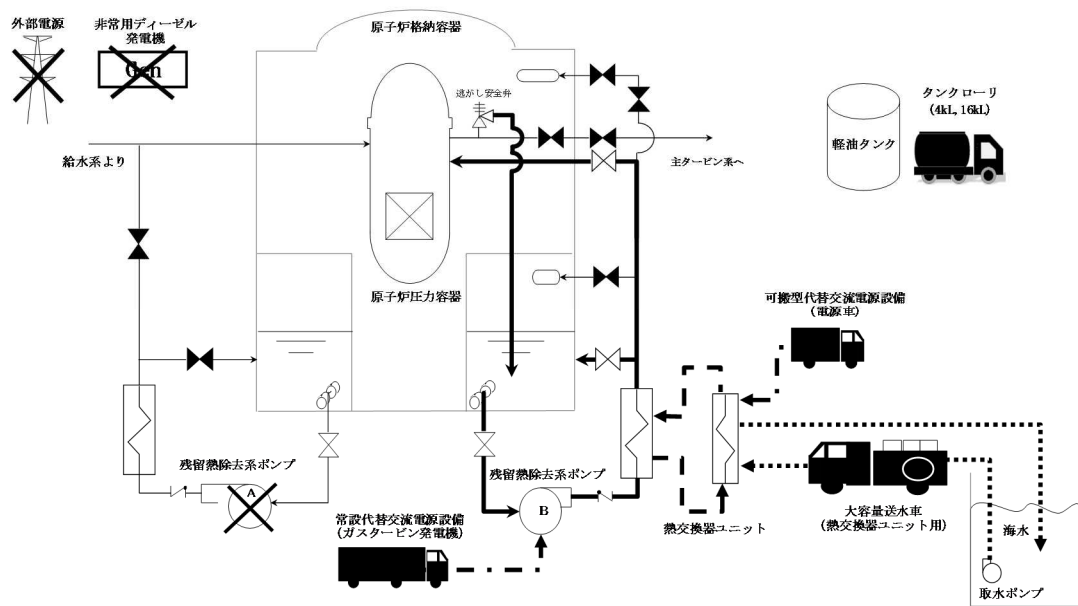 外部電源
非常用ディーゼル
発電機
Gen
原子炉格納容器
逃がし安全弁
タンクローリ
(4kL, 16kL)
軽油タンク
給水系より
主タービン系へ
原子炉圧力容器
可搬型代替交流電源設備
(電源車)
残留熱除去系ポンプ
A
残留熱除去系ポンプ
B
熱交換器ユニット
大容量送水車
(熱交換器ユニット用)
海水
常設代替交流電源設備
(ガスタービン発電機)
取水ポンプ